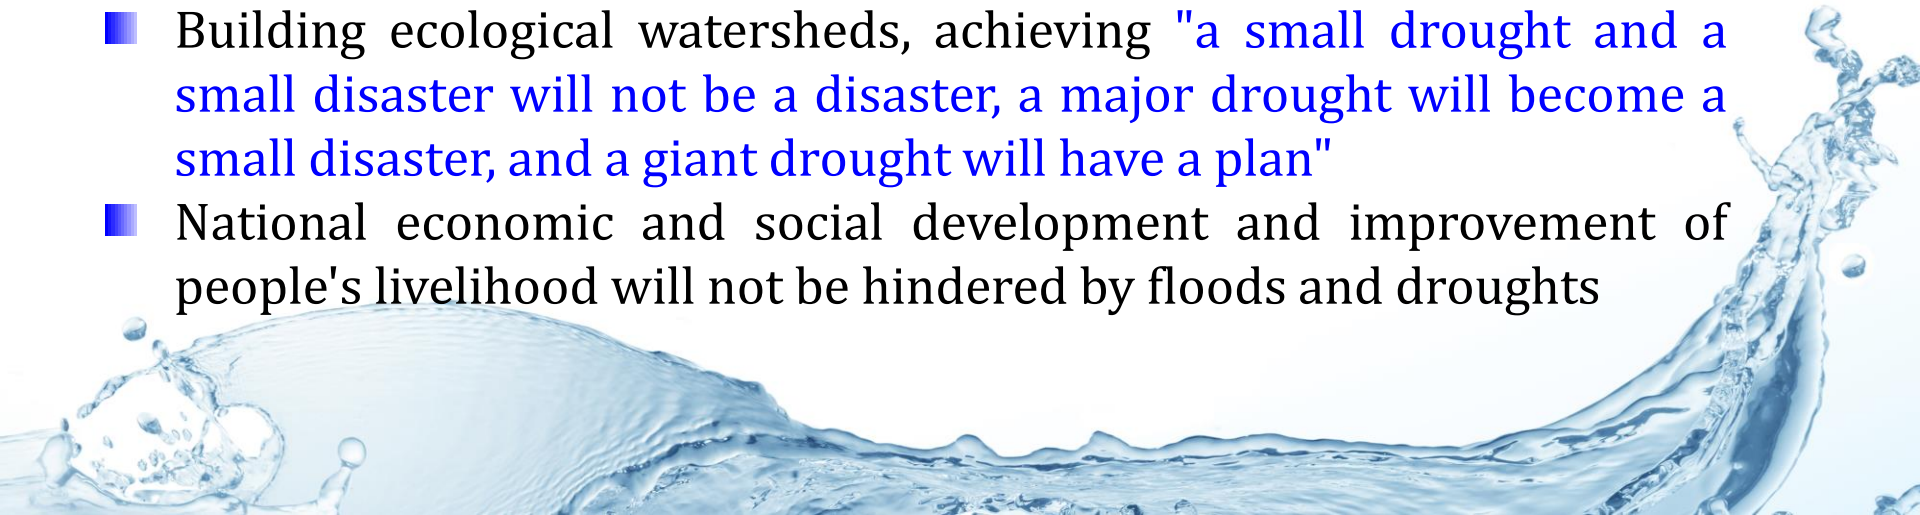 Building ecological watersheds, achieving "a small drought and a
small disaster will not be a disaster, a major drought will become a
small disaster, and a giant drought will have a plan"
National economic and social development and improvement of
people's livelihood will not be hindered by floods and droughts